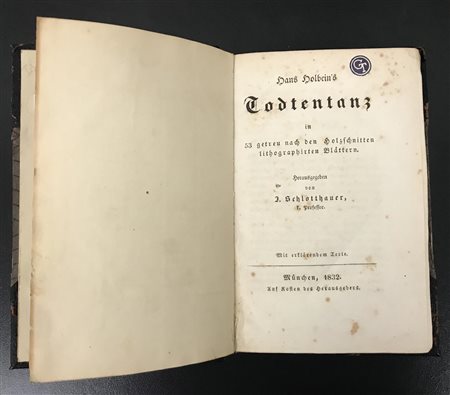 GT
Hans Holbein's
Todtentanz
in
53 getreu nach den Holzschnitten
lithographirten Blättern.
Herausgegeben
von
J. Schlotthauer,
k. Professor.
Mit erklärendem Texte.
München, 1832.
Auf Kosten des Herausgebers.